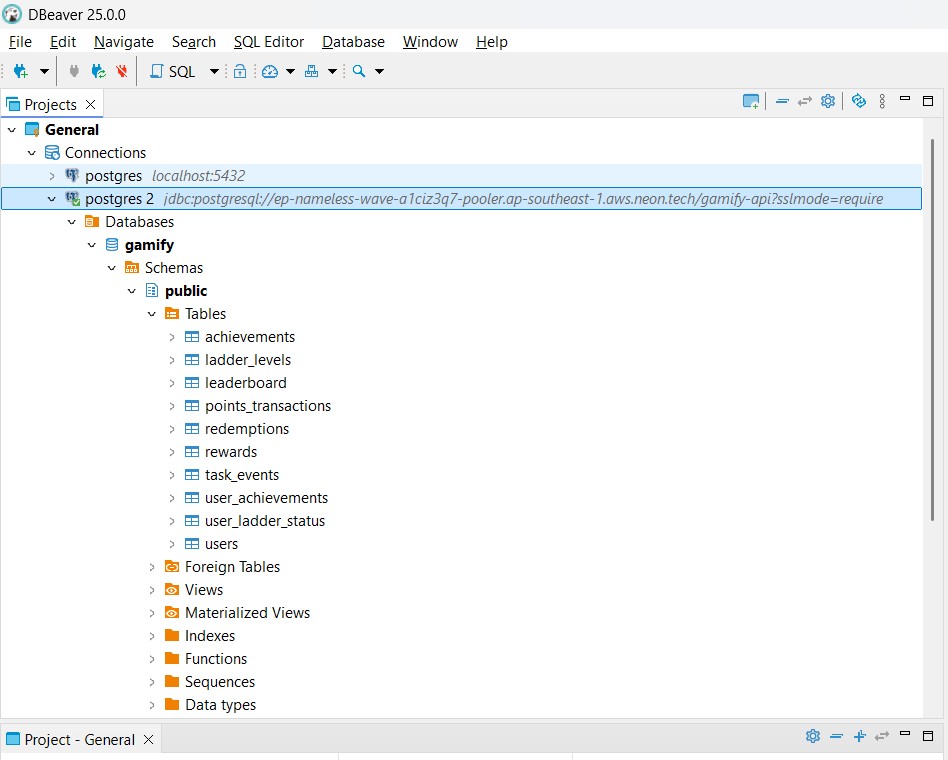 DBeaver 25.0.0
File Edit Navigate Search SQL Editor Database Window Help
SQL
Projects
General
Connections
postgres localhost:5432
postgres 2 jdbc:postgresql://ep-nameless-wave-a1ciz3q7-pooler.ap-southeast-1.aws.neon.tech/gamify-api?sslmode=require
Databases
gamify
Schemas
public
Tables
achievements
ladder_levels
leaderboard
points_transactions
redemptions
rewards
task_events
user_achievements
user_ladder_status
users
Foreign Tables
Views
Materialized Views
Indexes
Functions
Sequences
Data types
Project - General